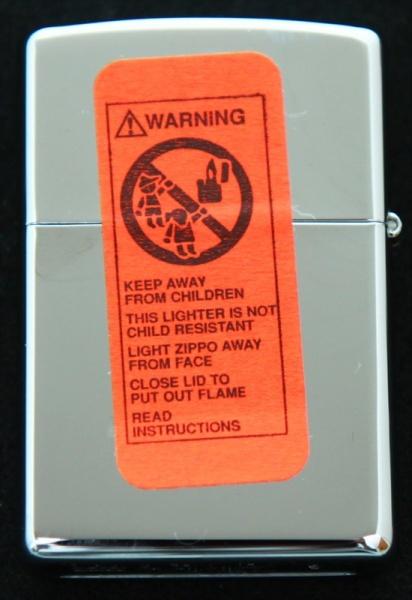 WARNING
KEEP AWAY
FROM CHILDREN
THIS LIGHTER IS NOT
CHILD RESISTANT
LIGHT ZIPPO AWAY
FROM FACE
CLOSE LID TO
PUT OUT FLAME
READ
INSTRUCTIONS